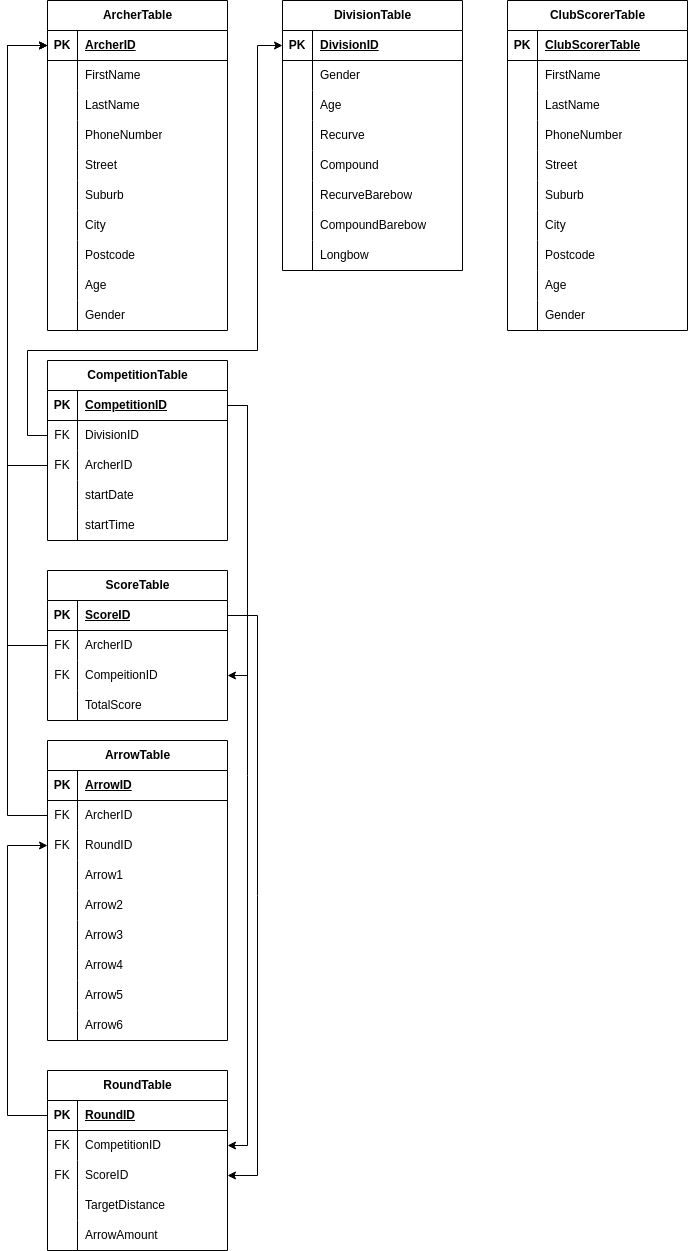 ArcherTable
PK ArcherID
FirstName
LastName
PhoneNumber
Street
Suburb
City
Postcode
Age
Gender
DivisionTable
PK DivisionID
Gender
Age
Recurve
Compound
RecurveBarebow
CompoundBarebow
Longbow
ClubScorerTable
PK ClubScorerTable
FirstName
LastName
PhoneNumber
Street
Suburb
City
Postcode
Age
Gender
CompetitionTable
PK CompetitionID
FK DivisionID
FK ArcherID
startDate
startTime
ScoreTable
PK ScoreID
FK ArcherID
FK CompeitionID
TotalScore
ArrowTable
PK ArrowID
FK ArcherID
FK RoundID
Arrow1
Arrow2
Arrow3
Arrow4
Arrow5
Arrow6
RoundTable
PK RoundID
FK CompetitionID
FK ScoreID
TargetDistance
ArrowAmount